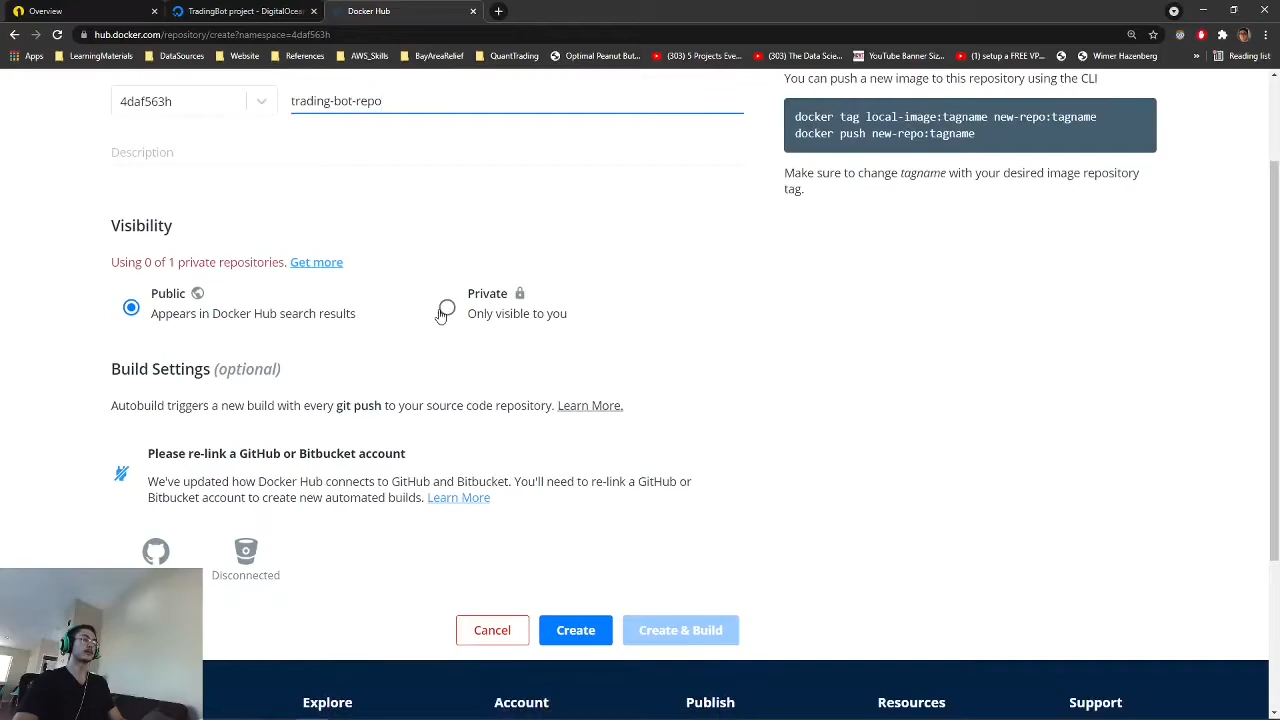 Overview
TradingBot project - DigitalOcea
Docker Hub
hub.docker.com/repository/create?namespace=4daf563h
Apps
LearningMaterials
Datasources
Website
References
AWS_Skills
BayAreaRelief
QuantTrading
Optimal Peanut But...
(303) 5 Projects Eve...
(303) The Data Scie...
YouTube Banner Siz...
(1) setup a FREE VP...
Wimer Hazenberg
»
Reading list
4daf563h
trading-bot-repo
Description
Visibility
Using 0 of 1 private repositories. Get more
Public
Appears in Docker Hub search results
Private
Only visible to you
Build Settings (optional)
Autobuild triggers a new build with every git push to your source code repository. Learn More.
Please re-link a GitHub or Bitbucket account
We've updated how Docker Hub connects to GitHub and Bitbucket. You'll need to re-link a GitHub or
Bitbucket account to create new automated builds. Learn More
Disconnected
Cancel
Create
Create & Build
You can push a new image to this repository using the CLI
docker tag local-image:tagname new-repo:tagname
docker push new-repo:tagname
Make sure to change tagname with your desired image repository
tag.
Explore
Account
Publish
Resources
Support